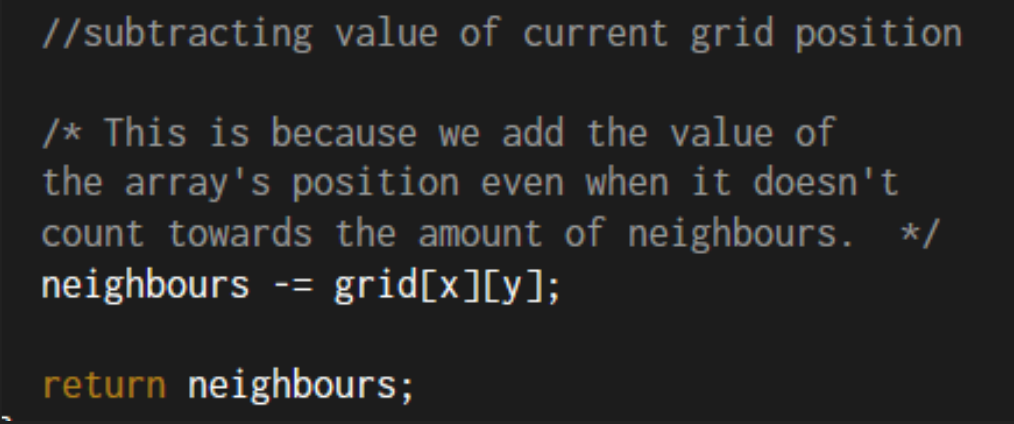 //subtracting value of current grid position
/* This is because we add the value of
the array's position even when it doesn't
count towards the amount of neighbours.  */
neighbours -= grid[x][y];
return neighbours;